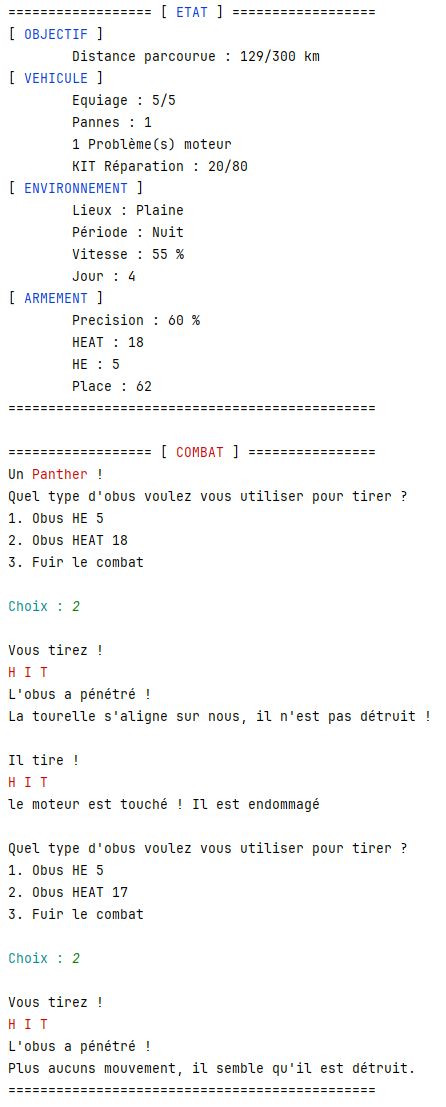 ================== [ ETAT ] ==================
[ OBJECTIF ]
Distance parcourue : 129/300 km
[ VEHICULE ]
Equiage : 5/5
Pannes : 1
1 Problème(s) moteur
KIT Réparation : 20/80
[ ENVIRONNEMENT ]
Lieux : Plaine
Période : Nuit
Vitesse : 55 %
Jour : 4
[ ARMEMENT ]
Precision : 60 %
HEAT : 18
HE : 5
Place : 62
==============================================
================== [ COMBAT ] ================
Un Panther !
Quel type d'obus voulez vous utiliser pour tirer ?
1. Obus HE 5
2. Obus HEAT 18
3. Fuir le combat
Choix : 2
Vous tirez !
H I T
L'obus a pénétré !
La tourelle s'aligne sur nous, il n'est pas détruit !
Il tire !
H I T
le moteur est touché ! Il est endommagé
Quel type d'obus voulez vous utiliser pour tirer ?
1. Obus HE 5
2. Obus HEAT 17
3. Fuir le combat
Choix : 2
Vous tirez !
H I T
L'obus a pénétré !
Plus aucuns mouvement, il semble qu'il est détruit.
==============================================